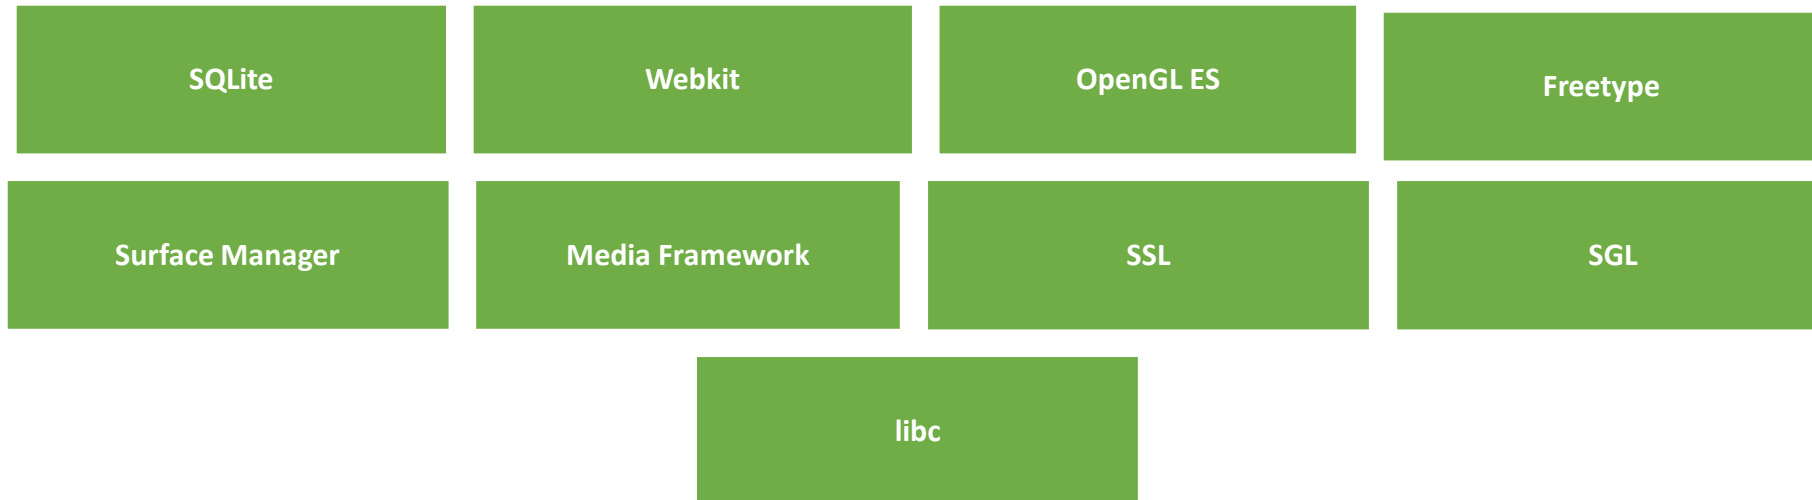 SQLite
Webkit
OpenGL ES
Freetype
Surface Manager
Media Framework
SSL
SGL
libc